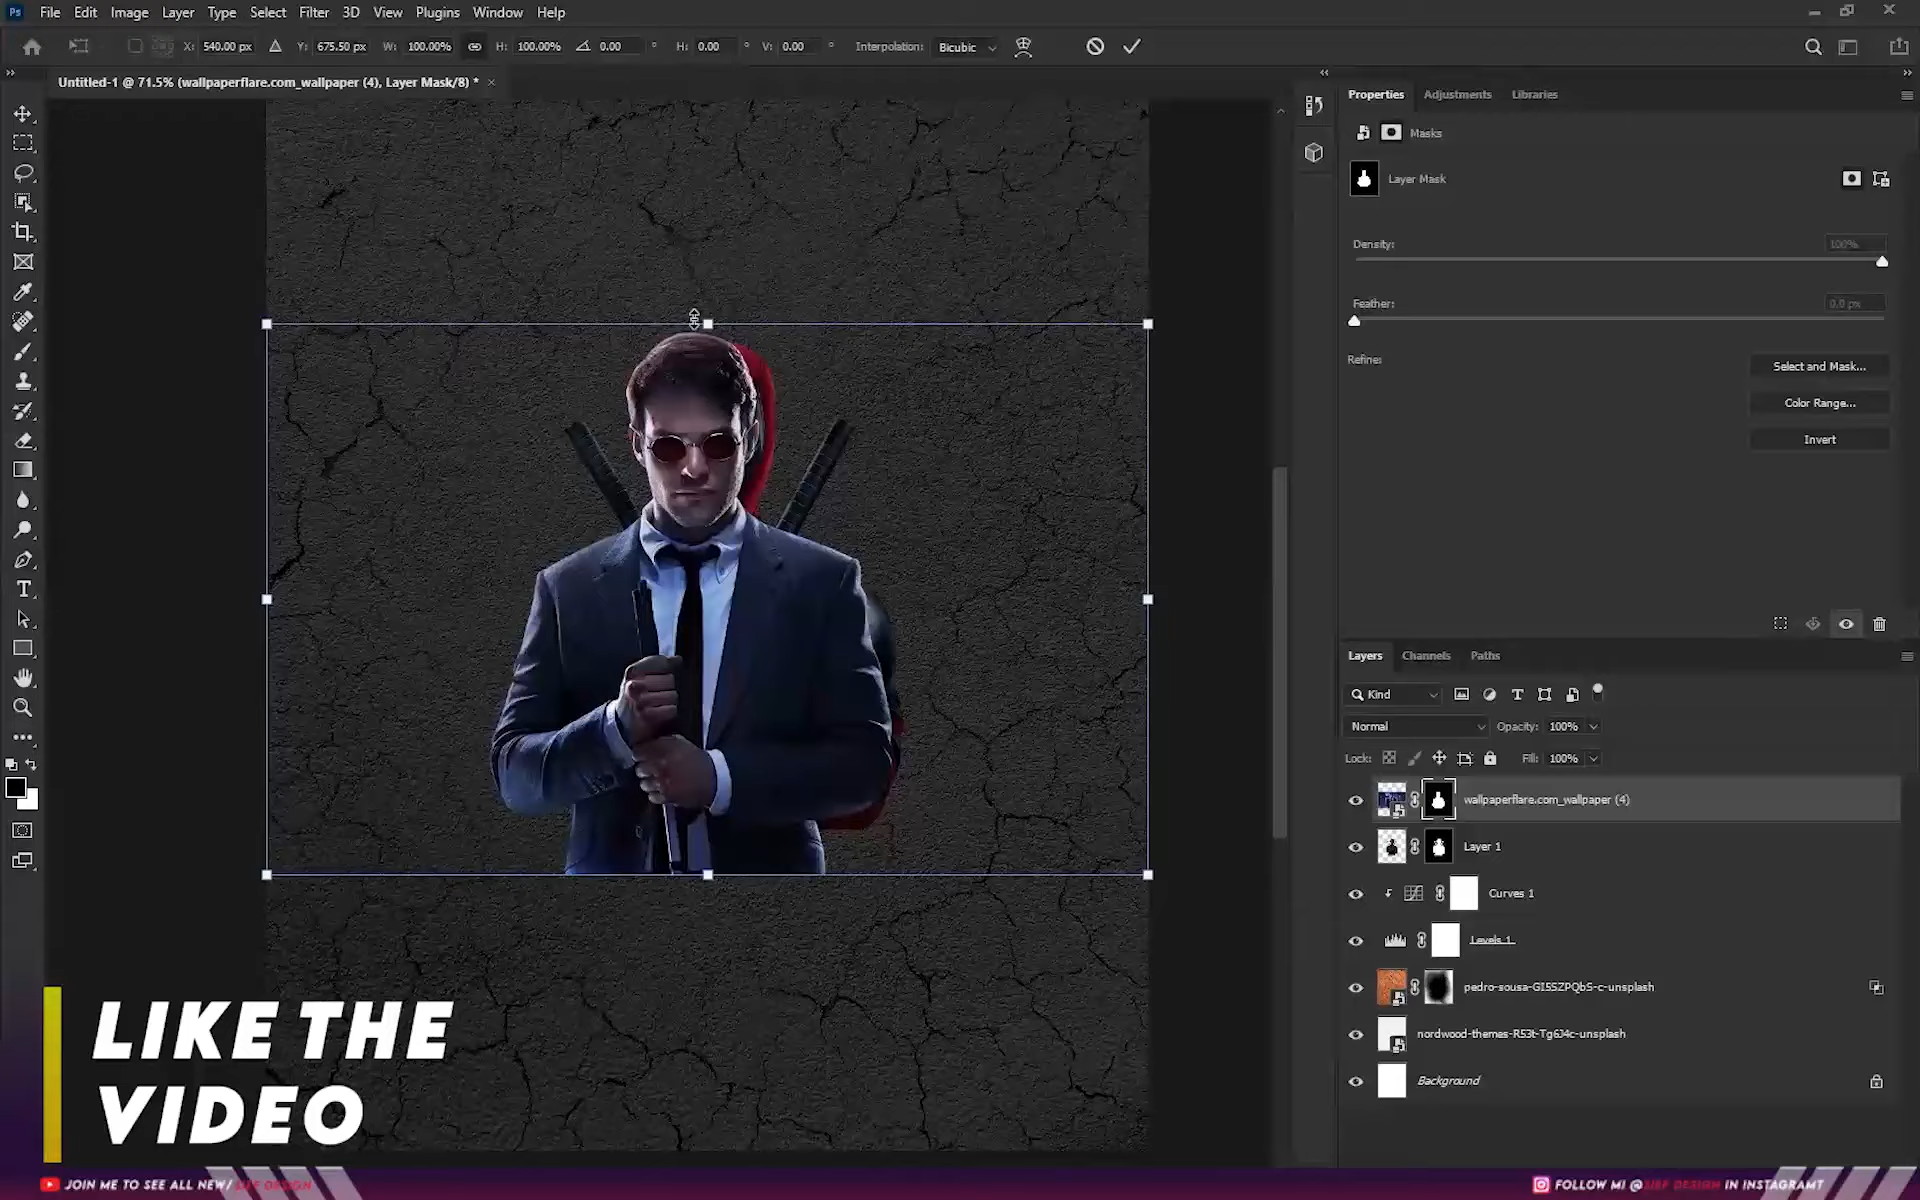 Ps File Edit Image Layer Type Select Filter 3D View Plugins Window Help
X: 540.00 px Y: 675.50 px W: 100.00% H: 100.00% 0.00 ° H: 0.00 ° V: 0.00 ° Interpolation: Bicubic
Untitled-1 @ 71.5% (wallpaperflare.com_wallpaper (4), Layer Mask/8) *
Properties Adjustments Libraries
Masks
Layer Mask
Density: 100%
Feather: 0.0 px
Refine:
Select and Mask...
Color Range...
Invert
Layers Channels Paths
Kind
Normal Opacity: 100%
Lock: Fill: 100%
wallpaperflare.com_wallpaper (4)
Layer 1
Curves 1
Levels 1
pedro-sousa-GI5SZPQbS-c-unsplash
nordwood-themes-R53t-Tg6J4c-unsplash
Background
LIKE THE
VIDEO
JOIN ME TO SEE ALL NEW/
FOLLOW MI @ IN INSTAGRAMT